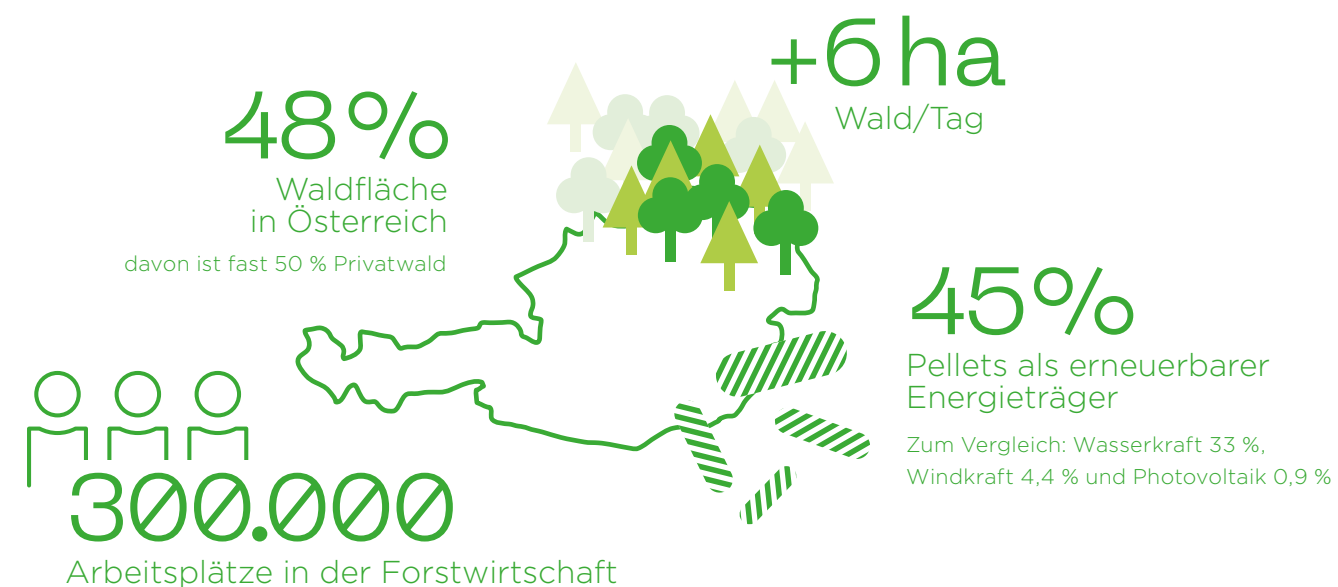 +6 ha
Wald/Tag
48%
Waldfläche
in Österreich
davon ist fast 50 % Privatwald
45%
Pellets als erneuerbarer
Energieträger
Zum Vergleich: Wasserkraft 33 %,
Windkraft 4,4 % und Photovoltaik 0,9 %
300.000
Arbeitsplätze in der Forstwirtschaft